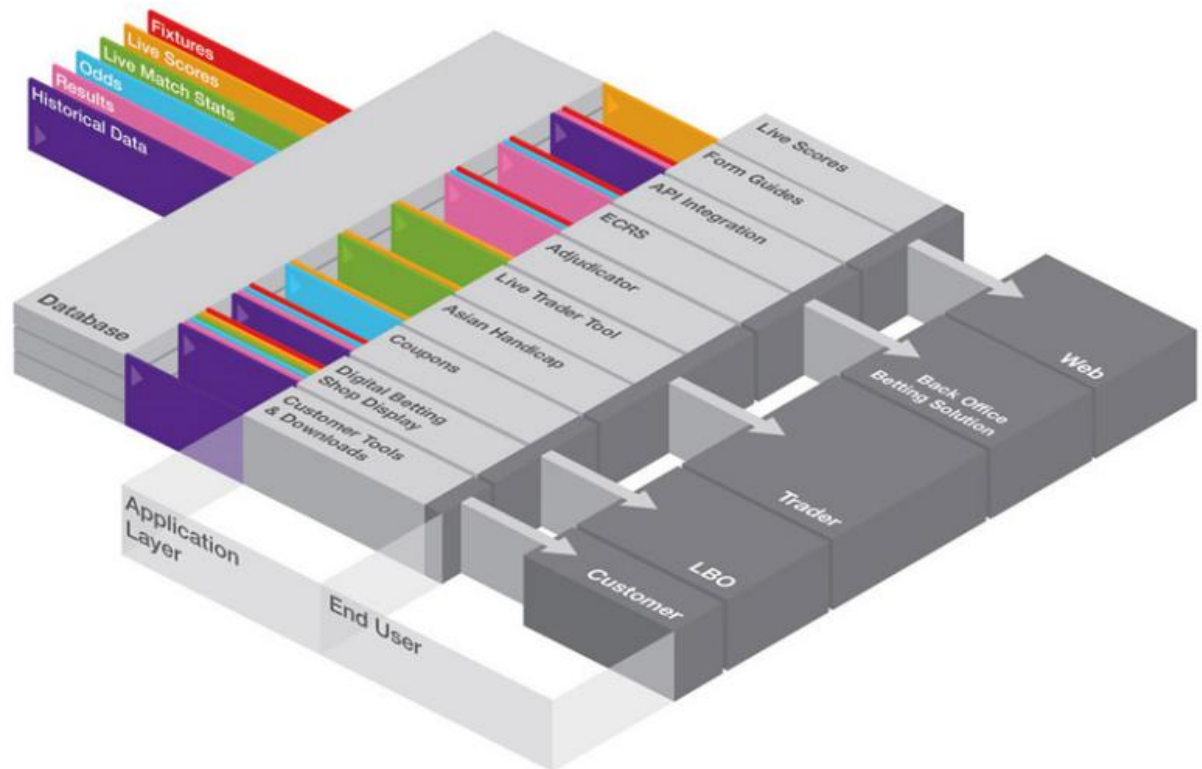 Fixtures
Live Scores
Live Match Stats
Odds
Results
Historical Data
Database
Live Scores
Form Guides
API Integration
ECRS
Adjudicator
Live Trader Tool
Asian Handicap
Coupons
Digital Betting
Shop Display
Customer Tools
& Downloads
Web
Back Office
Betting Solution
Trader
LBO
Customer
Application
Layer
End User